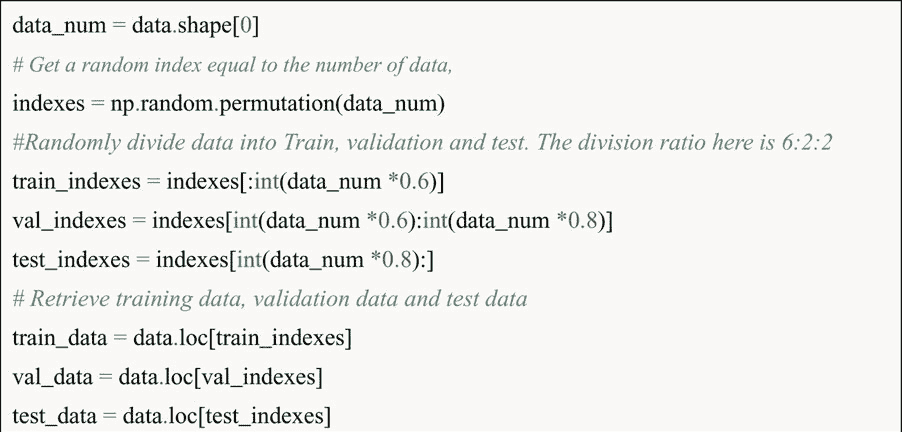 data_num = data.shape[0]
# Get a random index equal to the number of data,
indexes = np.random.permutation(data_num)
#Randomly divide data into Train, validation and test. The division ratio here is 6:2:2
train_indexes = indexes[:int(data_num *0.6)]
val_indexes = indexes[int(data_num *0.6):int(data_num *0.8)]
test_indexes = indexes[int(data_num *0.8):]
# Retrieve training data, validation data and test data
train_data = data.loc[train_indexes]
val_data = data.loc[val_indexes]
test_data = data.loc[test_indexes]